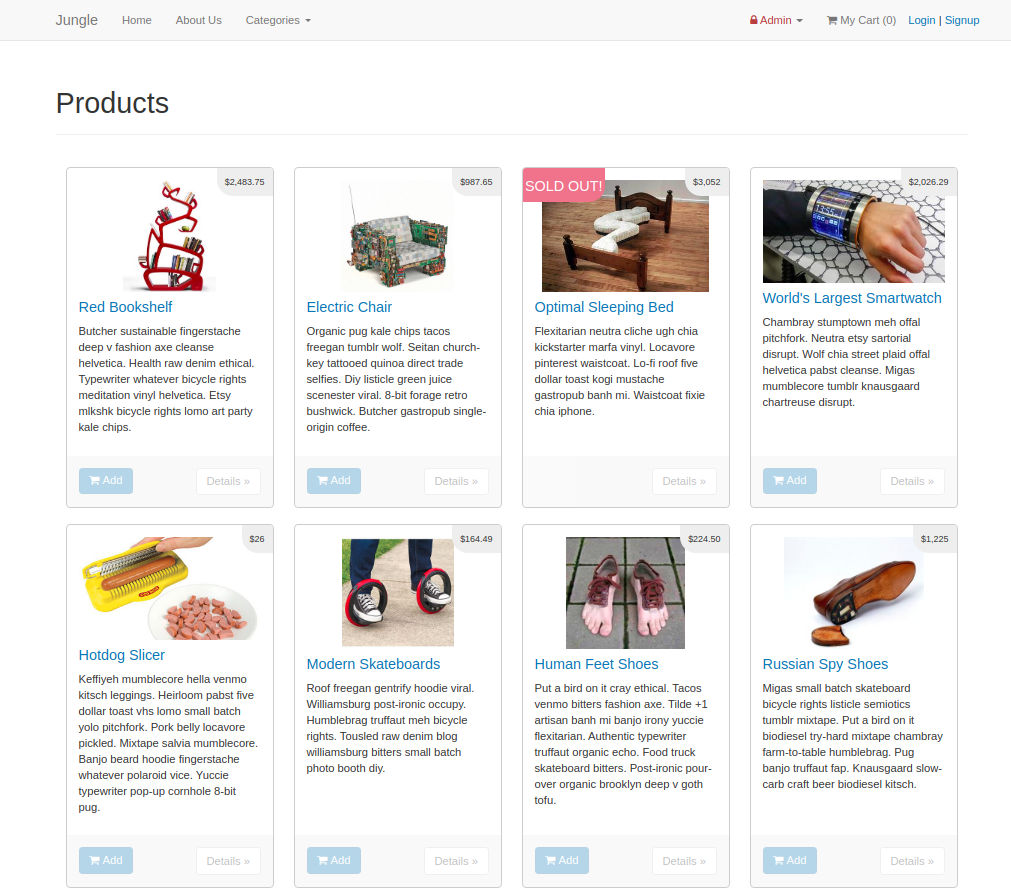 Jungle Home About Us Categories Admin My Cart (0) Login | Signup
Products
$2,483.75
Red Bookshelf
Butcher sustainable fingerstache
deep v fashion axe cleanse
helvetica. Health raw denim ethical.
Typewriter whatever bicycle rights
meditation vinyl helvetica. Etsy
mlkshk bicycle rights lomo art party
kale chips.
Add Details »
$987.65
Electric Chair
Organic pug kale chips tacos
freegan tumblr wolf. Seitan church-
key tattooed quinoa direct trade
selfies. Diy listicle green juice
scenester viral. 8-bit forage retro
bushwick. Butcher gastropub single-
origin coffee.
Add Details »
SOLD OUT! $3,052
Optimal Sleeping Bed
Flexitarian neutra cliche ugh chia
kickstarter marfa vinyl. Locavore
pinterest waistcoat. Lo-fi roof five
dollar toast kogi mustache
gastropub banh mi. Waistcoat fixie
chia iphone.
Details »
$2,026.29
13:55
World's Largest Smartwatch
Chambray stumptown meh offal
pitchfork. Neutra etsy sartorial
disrupt. Wolf chia street plaid offal
helvetica pabst cleanse. Migas
mumblecore tumblr knausgaard
chartreuse disrupt.
Add Details »
$26
Hotdog Slicer
Keffiyeh mumblecore hella venmo
kitsch leggings. Heirloom pabst five
dollar toast vhs lomo small batch
yolo pitchfork. Pork belly locavore
pickled. Mixtape salvia mumblecore.
Banjo beard hoodie fingerstache
whatever polaroid vice. Yuccie
typewriter pop-up cornhole 8-bit
pug.
Add Details »
$164.49
Modern Skateboards
Roof freegan gentrify hoodie viral.
Williamsburg post-ironic occupy.
Humblebrag truffaut meh bicycle
rights. Tousled raw denim blog
williamsburg bitters small batch
photo booth diy.
Add Details »
$224.50
Human Feet Shoes
Put a bird on it cray ethical. Tacos
venmo bitters fashion axe. Tilde +1
artisan banh mi banjo irony yuccie
flexitarian. Authentic typewriter
truffaut organic echo. Food truck
skateboard bitters. Post-ironic pour-
over organic brooklyn deep v goth
tofu.
Add Details »
$1,225
Russian Spy Shoes
Migas small batch skateboard
bicycle rights listicle semiotics
tumblr mixtape. Put a bird on it
biodiesel try-hard mixtape chambray
farm-to-table humblebrag. Pug
banjo truffaut fap. Knausgaard slow-
carb craft beer biodiesel kitsch.
Add Details »